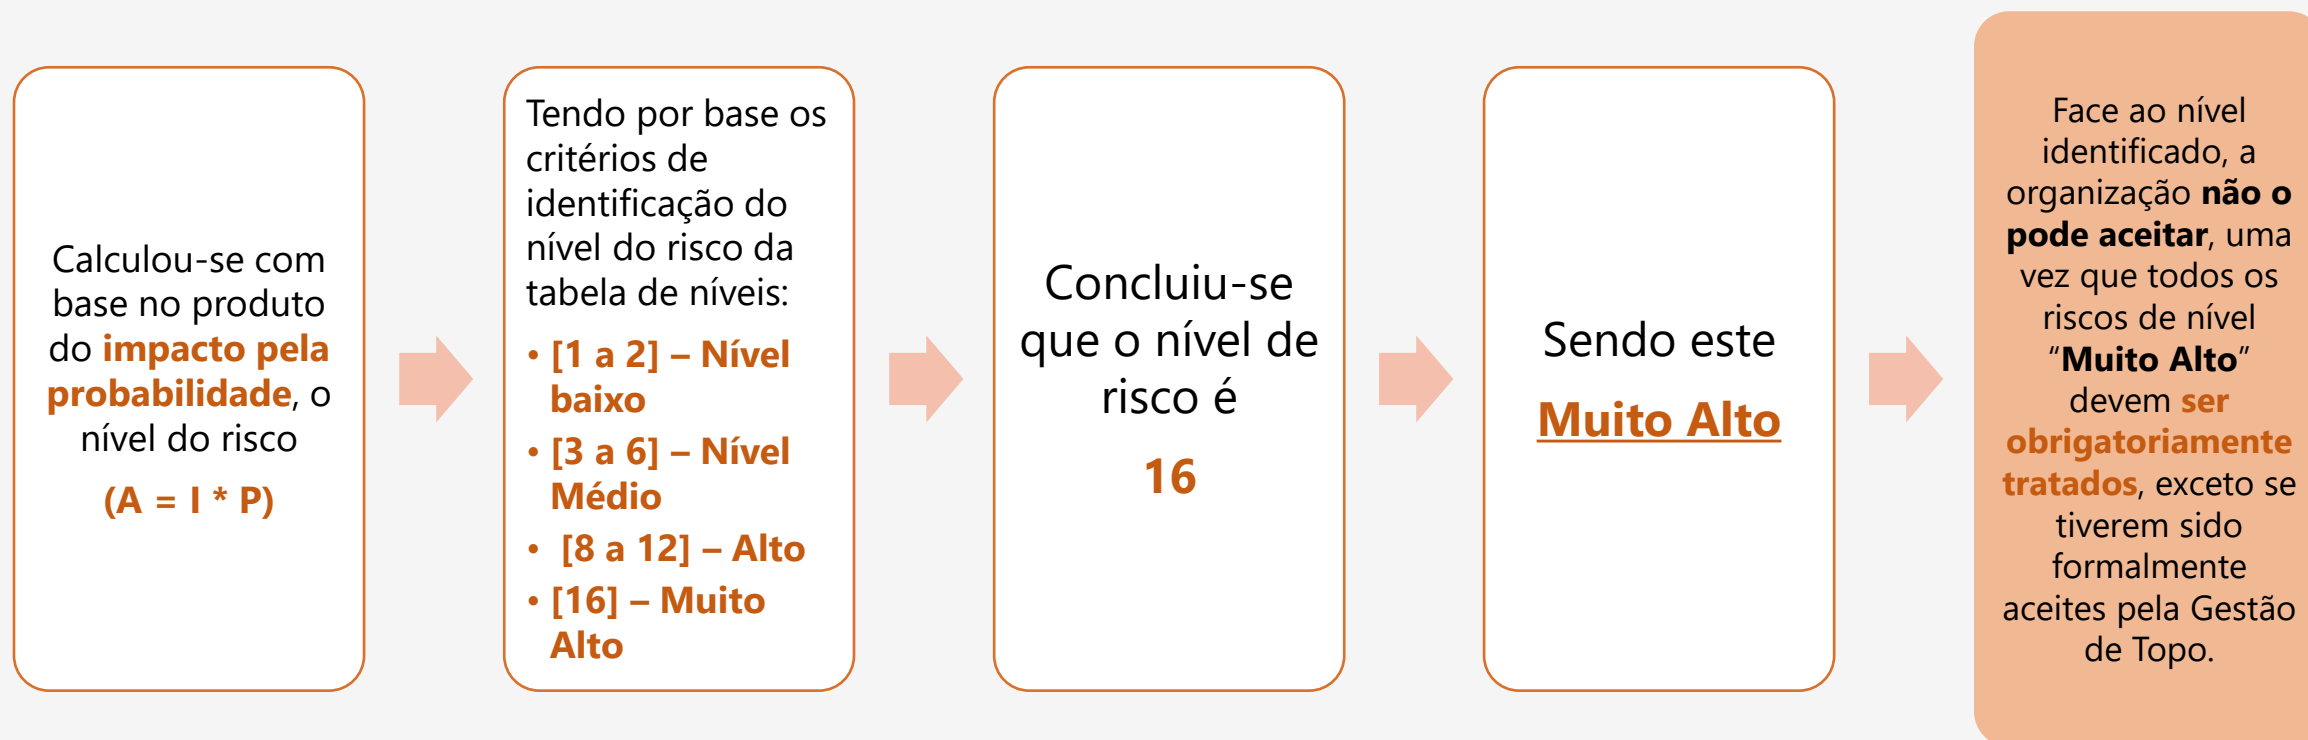 Calculou-se com
base no produto
do impacto pela
probabilidade, o
nível do risco
(A = I * P)
Tendo por base os
critérios de
identificação do
nível do risco da
tabela de níveis:
• [1 a 2] – Nível
baixo
• [3 a 6] – Nível
Médio
• [8 a 12] – Alto
• [16] – Muito
Alto
Concluiu-se
que o nível de
risco é
16
Sendo este
Muito Alto
Face ao nível
identificado, a
organização não o
pode aceitar, uma
vez que todos os
riscos de nível
“Muito Alto”
devem ser
obrigatoriamente
tratados, exceto se
tiverem sido
formalmente
aceites pela Gestão
de Topo.